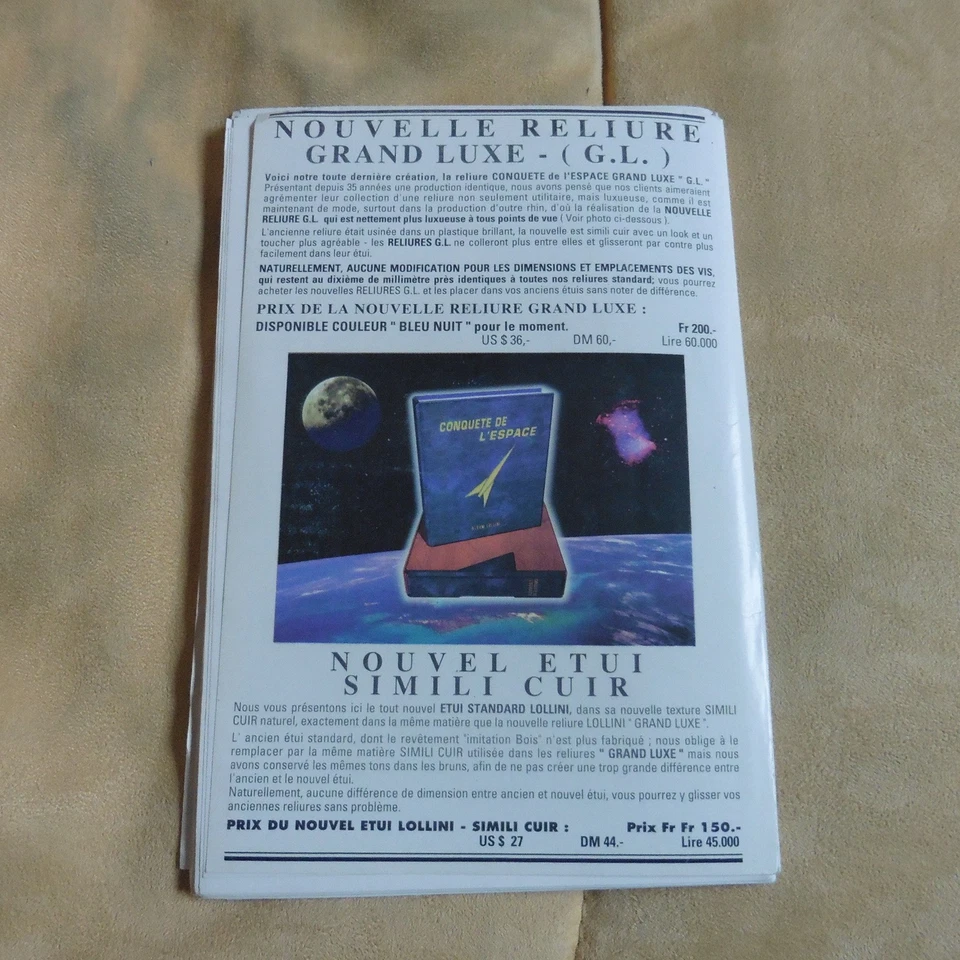 NOUVELLE RELIURE
GRAND LUXE - ( G.L. )
Voici notre toute dernière création, la reliure CONQUETE de l'ESPACE GRAND LUXE " G.L."
Présentant depuis 35 années une production identique, nous avons pensé que nos clients aimeraient
agrémenter leur collection d'une reliure non seulement utilitaire, mais luxueuse, comme il est
maintenant de mode, surtout dans la production d'outre rhin, d'où la réalisation de la NOUVELLE
RELIURE G.L. qui est nettement plus luxueuse à tous points de vue ( Voir photo ci-dessous ).
L'ancienne reliure était usinée dans un plastique brillant, la nouvelle est simili cuir avec un look et un
toucher plus agréable - les RELIURES G.L. ne colleront plus entre elles et glisseront par contre plus
facilement dans leur étui.
NATURELLEMENT, AUCUNE MODIFICATION POUR LES DIMENSIONS ET EMPLACEMENTS DES VIS,
qui restent au dixième de millimètre près identiques à toutes nos reliures standard; vous pourrez
acheter les nouvelles RELIURES G.L. et les placer dans vos anciens étuis sans noter de différence.
PRIX DE LA NOUVELLE RELIURE GRAND LUXE :
DISPONIBLE COULEUR " BLEU NUIT " pour le moment. Fr 200.-
US $ 36,- DM 60,- Lire 60.000
CONQUETE DE
L'ESPACE
NOUVEL ETUI
SIMILI CUIR
Nous vous présentons ici le tout nouvel ETUI STANDARD LOLLINI, dans sa nouvelle texture SIMILI
CUIR naturel, exactement dans la même matière que la nouvelle reliure LOLLINI " GRAND LUXE ".
L' ancien étui standard, dont le revêtement "imitation Bois" n'est plus fabriqué ; nous oblige à le
remplacer par la même matière SIMILI CUIR utilisée dans les reliures " GRAND LUXE " mais nous
avons conservé les mêmes tons dans les bruns, afin de ne pas créer une trop grande différence entre
l'ancien et le nouvel étui.
Naturellement, aucune différence de dimension entre ancien et nouvel étui, vous pourrez y glisser vos
anciennes reliures sans problème.
PRIX DU NOUVEL ETUI LOLLINI - SIMILI CUIR : Prix Fr Fr 150.-
US $ 27 DM 44.- Lire 45.000